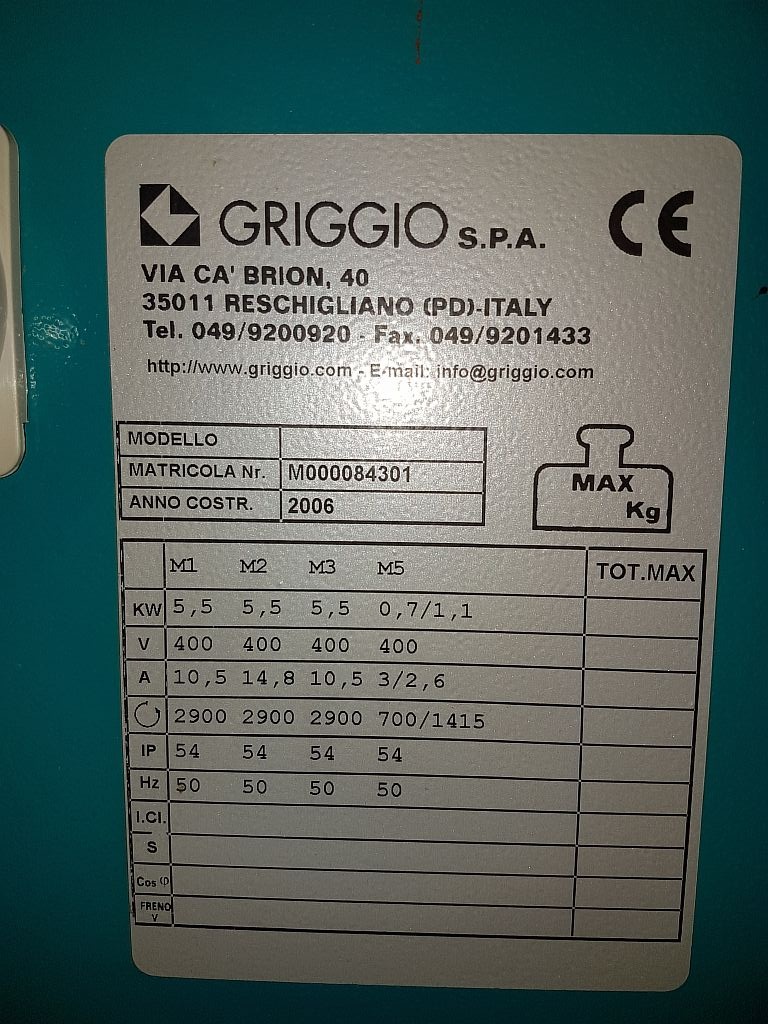 GRIGGIO S.P.A. CE
VIA CA' BRION, 40
35011 RESCHIGLIANO (PD)-ITALY
Tel. 049/9200920 - Fax. 049/9201433
http://www.griggio.com - E-mail: info@griggio.com
MODELLO
MATRICOLA Nr. M000084301
ANNO COSTR. 2006
MAX
Kg
M1 M2 M3 M5 TOT.MAX
KW 5,5 5,5 5,5 0,7/1,1
V 400 400 400 400
A 10,5 14,8 10,5 3/2,6
2900 2900 2900 700/1415
IP 54 54 54 54
Hz 50 50 50 50
I.Cl.
S
Cos φ
FRENO
V